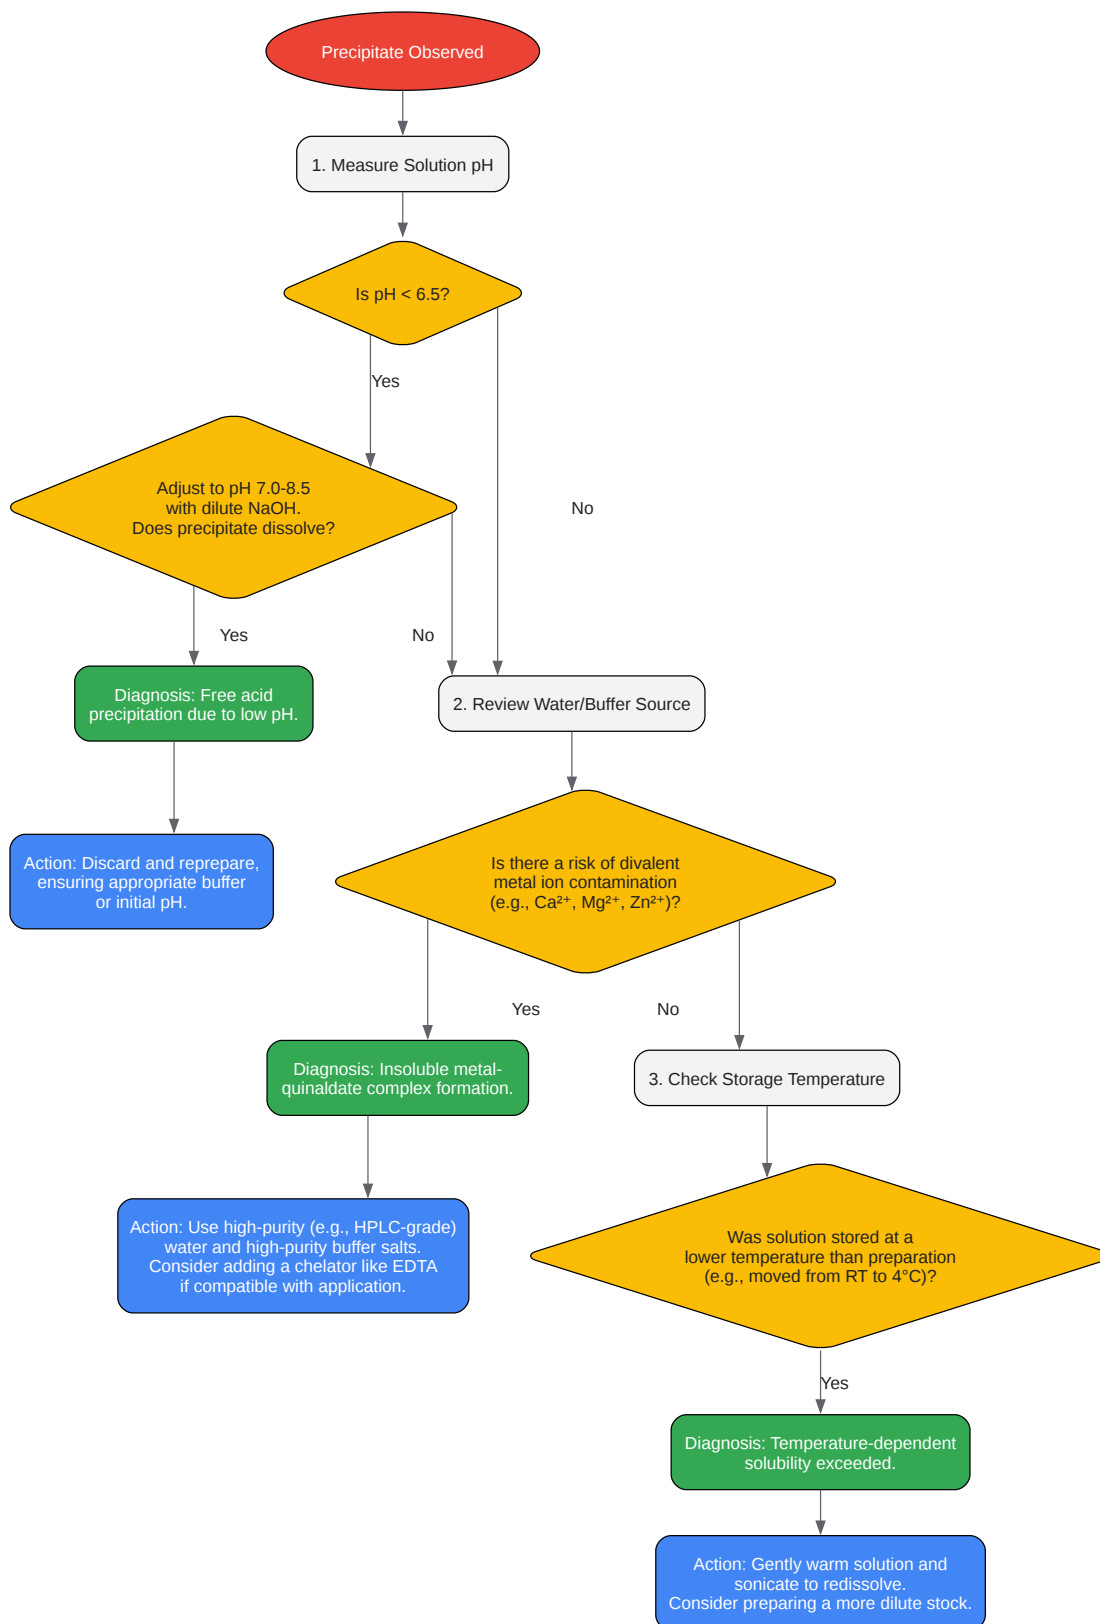 Precipitate Observed
1. Measure Solution pH
Is pH < 6.5?
Yes
No
Adjust to pH 7.0-8.5
with dilute NaOH.
Does precipitate dissolve?
Yes
No
Diagnosis: Free acid
precipitation due to low pH.
2. Review Water/Buffer Source
Action: Discard and reprepare,
ensuring appropriate buffer
or initial pH.
Is there a risk of divalent
metal ion contamination
(e.g., Ca²⁺, Mg²⁺, Zn²⁺)?
Yes
No
Diagnosis: Insoluble metal-
quinaldate complex formation.
3. Check Storage Temperature
Action: Use high-purity (e.g., HPLC-grade)
water and high-purity buffer salts.
Consider adding a chelator like EDTA
if compatible with application.
Was solution stored at a
lower temperature than preparation
(e.g., moved from RT to 4°C)?
Yes
Diagnosis: Temperature-dependent
solubility exceeded.
Action: Gently warm solution and
sonicate to redissolve.
Consider preparing a more dilute stock.